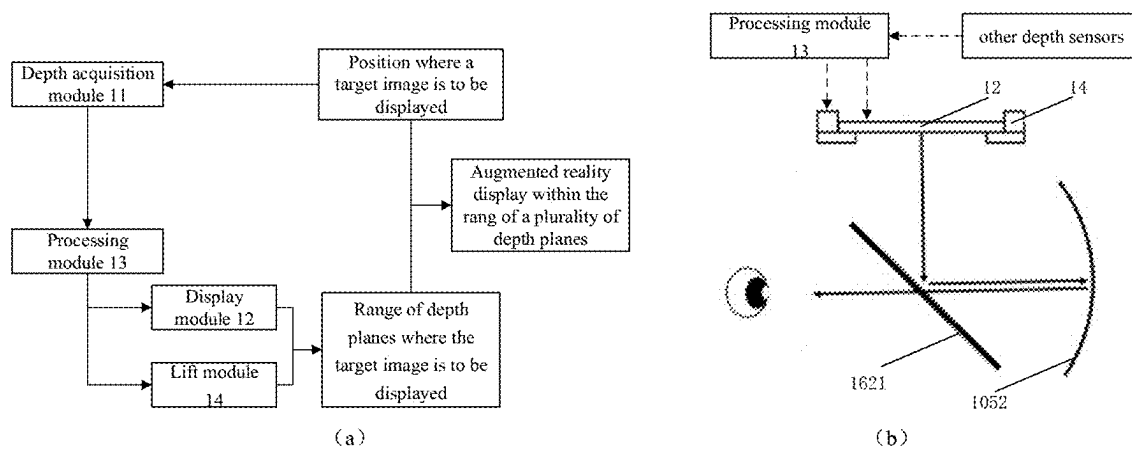 Depth acquisition
module 11
Position where a
target image is to be
displayed
Augmented reality
display within the
rang of a plurality of
depth planes
Processing
module 13
Display
module 12
Lift module
14
Range of depth
planes where the
target image is to be
displayed
(a)
Processing module
13
other depth sensors
12
14
1621
1052
(b)